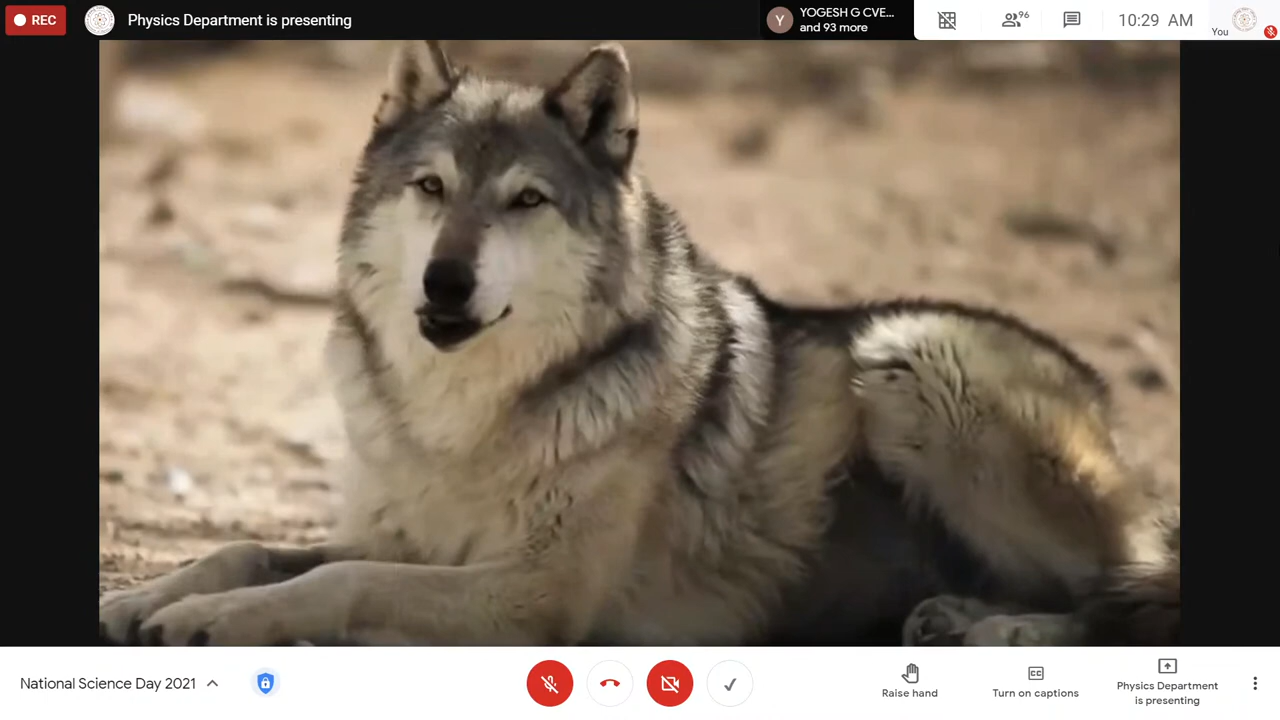 REC
Physics Department is presenting
Y
YOGESH G CVE...
and 93 more
96
10:29 AM
You
National Science Day 2021
Raise hand
CC
Turn on captions
Physics Department
is presenting